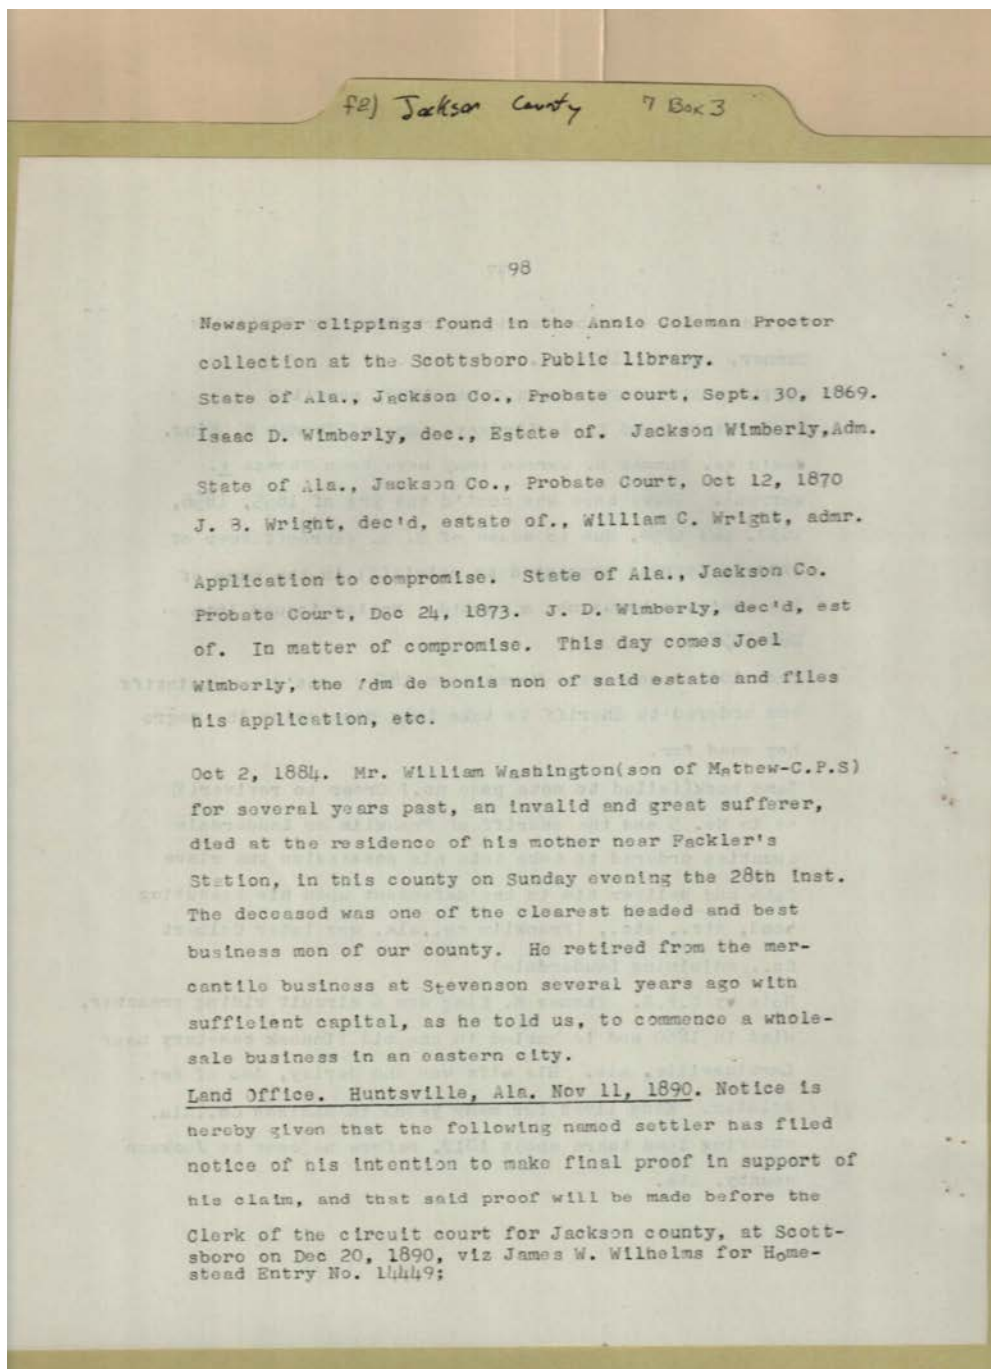 f2) Jackson County 7 Box 3
98
Newspaper clippings found in the Annie Coleman Proctor
collection at the Scottsboro Public library.
State of Ala., Jackson Co., Probate court, Sept. 30, 1869.
Isaac D. Wimberly, dec., Estate of. Jackson Wimberly,Adm.
State of Ala., Jackson Co., Probate Court, Oct 12, 1870
J. B. Wright, dec'd, estate of., William C. Wright, admr.
Application to compromise. State of Ala., Jackson Co.
Probate Court, Dec 24, 1873. J. D. Wimberly, dec'd, est
of. In matter of compromise. This day comes Joel
Wimberly, the Adm de bonis non of said estate and files
his application, etc.
Oct 2, 1884. Mr. William Washington(son of Mathew-C.P.S)
for several years past, an invalid and great sufferer,
died at the residence of his mother near Fackler's
Station, in this county on Sunday evening the 28th inst.
The deceased was one of the clearest headed and best
business men of our county. He retired from the mer-
cantile business at Stevenson several years ago with
sufficient capital, as he told us, to commence a whole-
sale business in an eastern city.
Land Office. Huntsville, Ala. Nov 11, 1890. Notice is
hereby given that the following named settler has filed
notice of his intention to make final proof in support of
his claim, and that said proof will be made before the
Clerk of the circuit court for Jackson county, at Scott-
sboro on Dec 20, 1890, viz James W. Wilhelms for Home-
stead Entry No. 14449;